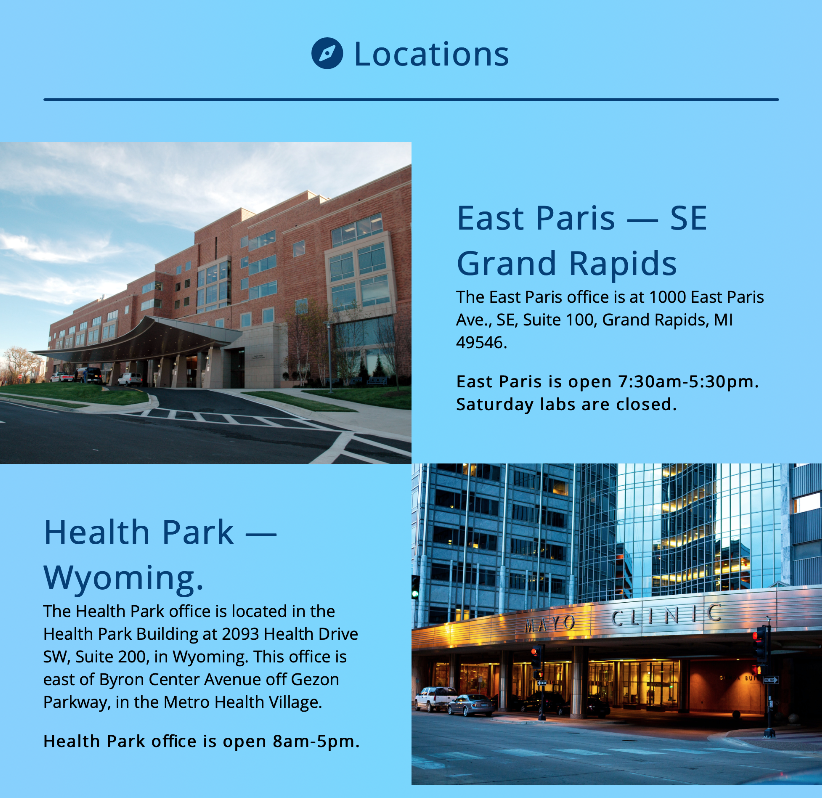 Locations
East Paris — SE
Grand Rapids
The East Paris office is at 1000 East Paris
Ave., SE, Suite 100, Grand Rapids, MI
49546.
East Paris is open 7:30am-5:30pm.
Saturday labs are closed.
Health Park —
Wyoming.
The Health Park office is located in the
Health Park Building at 2093 Health Drive
SW, Suite 200, in Wyoming. This office is
east of Byron Center Avenue off Gezon
Parkway, in the Metro Health Village.
Health Park office is open 8am-5pm.
MAYO CLINIC